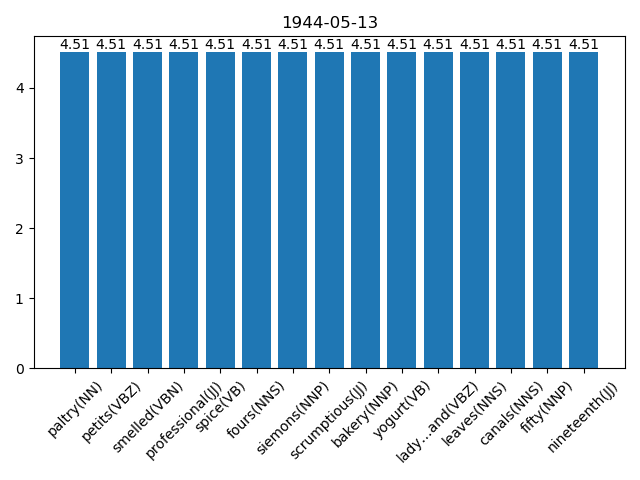 1944-05-13
4.51 4.51 4.51 4.51 4.51 4.51 4.51 4.51 4.51 4.51 4.51 4.51 4.51 4.51 4.51
4
3
2
1
0
paltry(NN)
petits(VBZ)
smelled(VBN)
professional(JJ)
spice(VB)
fours(NNS)
siemons(NNP)
scrumptious(JJ)
bakery(NNP)
yogurt(VB)
lady...and(VBZ)
leaves(NNS)
canals(NNS)
fifty(NNP)
nineteenth(JJ)